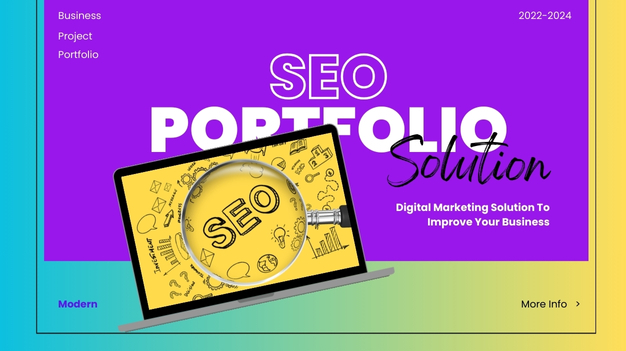 Business
2022-2024
Project
Portfolio
SEO
PORTFOLIO
Solution
Digital Marketing Solution To
Improve Your Business
SEO
INVESTMENT
Modern
More Info >